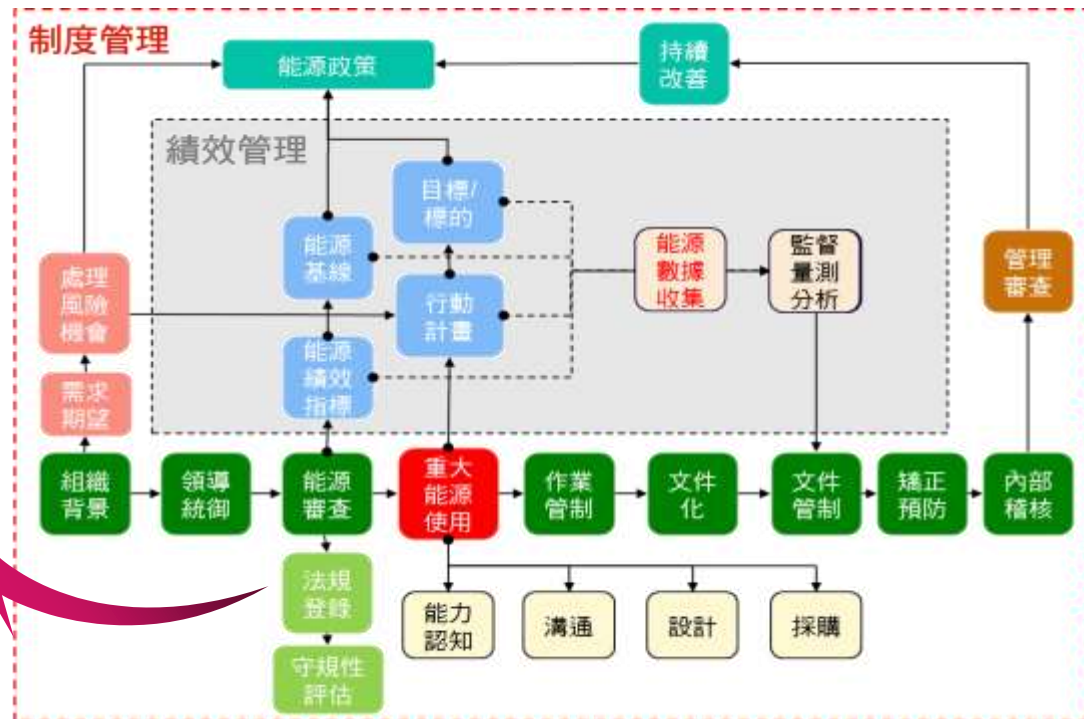 制度管理
能源政策
持續
改善
績效管理
目標/
標的
能源
基線
能源
數據
收集
監督
量測
分析
管理
審查
處理
風險
機會
行動
計畫
能源
績效
指標
需求
期望
組織
背景
領導
統御
能源
審查
重大
能源
使用
作業
管制
文件
化
文件
管制
矯正
預防
內部
稽核
法規
登錄
能力
認知
溝通
設計
採購
守規性
評估